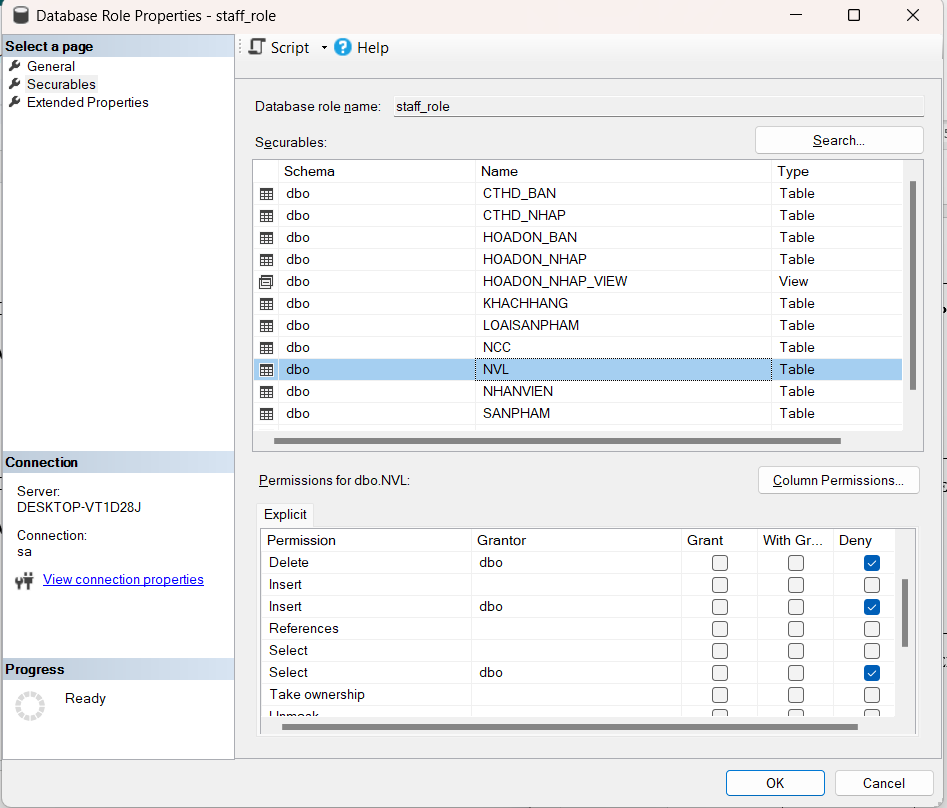 Database Role Properties - staff_role
Select a page
General
Securables
Extended Properties
Script
Help
Database role name: staff_role
Securables:
Search...
Schema Name Type
dbo CTHD_BAN Table
dbo CTHD_NHAP Table
dbo HOADON_BAN Table
dbo HOADON_NHAP Table
dbo HOADON_NHAP_VIEW View
dbo KHACHHANG Table
dbo LOAISANPHAM Table
dbo NCC Table
dbo NVL Table
dbo NHANVIEN Table
dbo SANPHAM Table
Connection
Server:
DESKTOP-VT1D28J
Connection:
sa
View connection properties
Progress
Ready
Permissions for dbo.NVL:
Column Permissions...
Explicit
Permission Grantor Grant With Gr... Deny
Delete dbo
Insert
Insert dbo
References
Select
Select dbo
Take ownership
Unmask
OK
Cancel